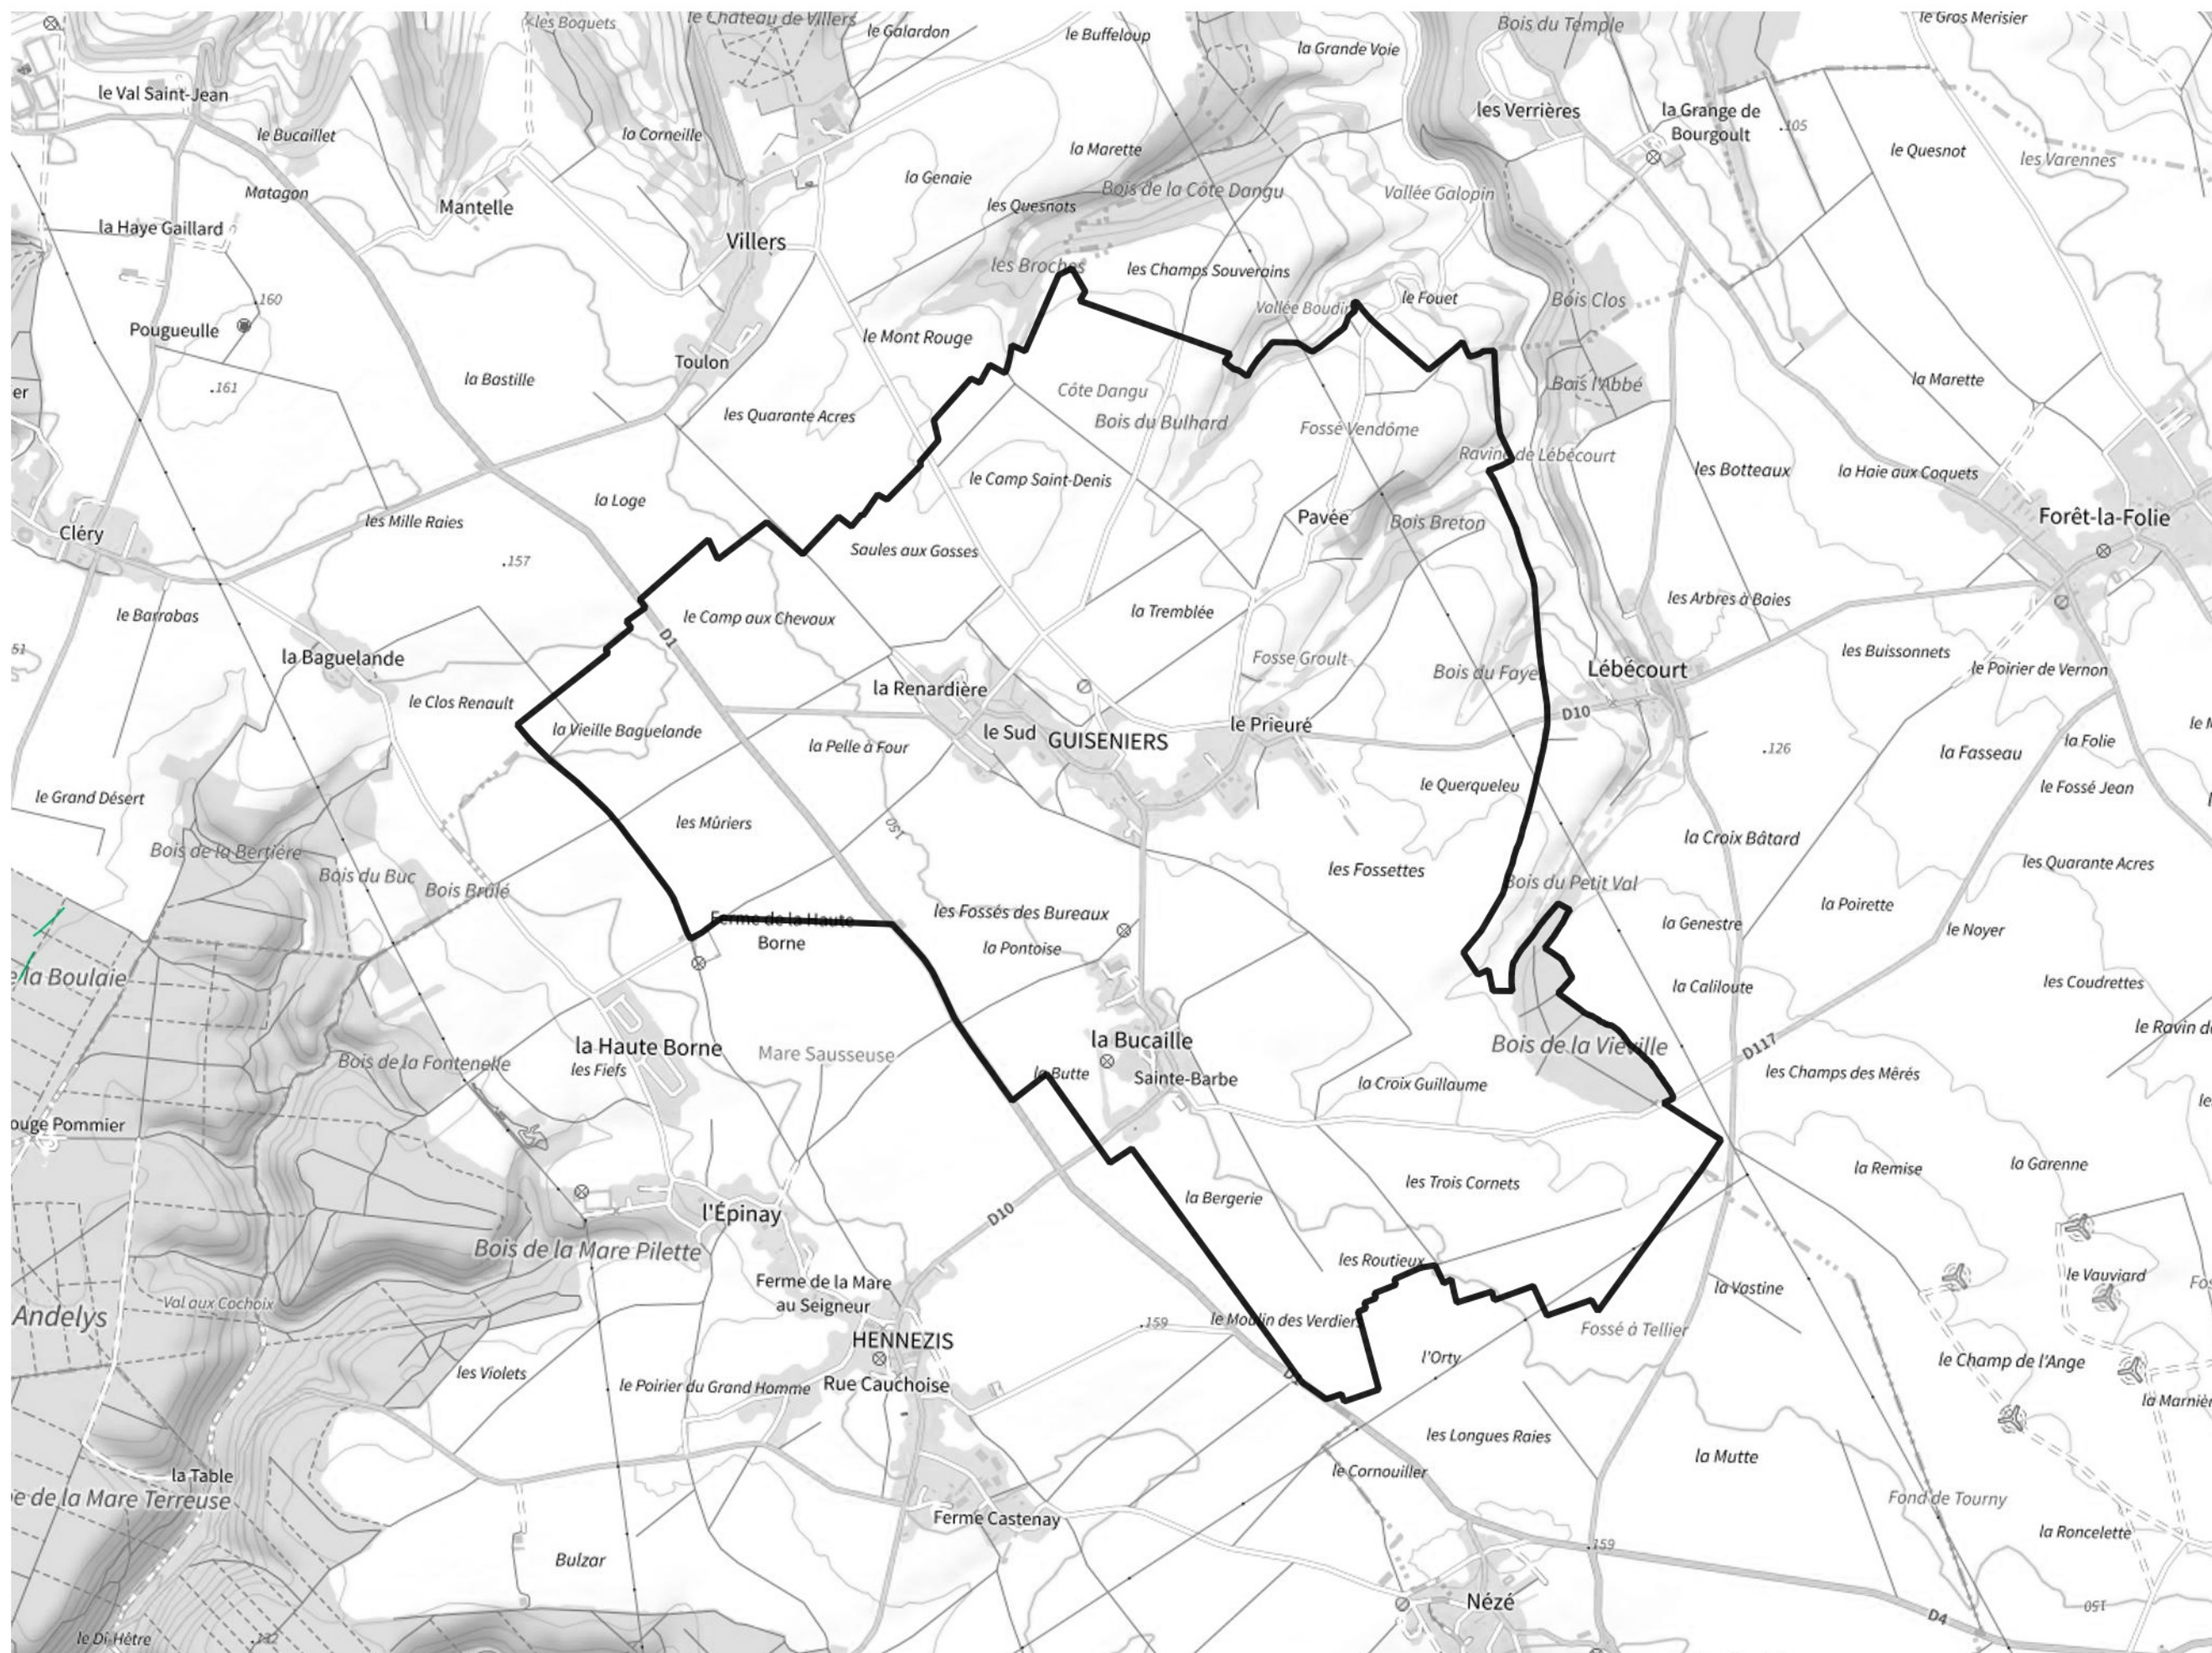 les Boquets
le Château de Villers
le Galardon
le Buffeloup
la Grande Voie
Bois du Temple
le Gros Merisier
le Val Saint-Jean
le Bucaillet
la Corneille
la Marette
les Verrières
la Grange de
Bourgoult
105
le Quesnot
les Varennes
Matagon
Mantelle
la Genaie
les Quesnots
Bois de la Côte Dangu
Vallée Galopin
la Haye Gaillard
Villers
les Broches
les Champs Souverains
Vallée Boudin
le Fouet
Bois Clos
160
Pougueulle
161
la Bastille
Toulon
le Mont Rouge
Côte Dangu
Bois du Bulhard
Bois l'Abbé
la Marette
er
les Quarante Acres
Fossé Vendôme
Ravine de Lébécourt
les Botteaux
la Haie aux Coquets
la Loge
le Camp Saint-Denis
Cléry
les Mille Raies
157
Saules aux Gosses
Pavée
Bois Breton
Forêt-la-Folie
le Barrabas
le Camp aux Chevaux
la Tremblée
les Arbres à Baies
51
D1
la Baguelande
Fosse Groult
Bois du Fayel
Lébécourt
les Buissonnets
le Poirier de Vernon
le Clos Renault
la Renardière
la Vieille Baguelande
la Pelle à Four
le Sud
GUISENIERS
le Prieuré
D10
126
la Fasseau
la Folie
le Grand Désert
le Querqueleu
le Fossé Jean
les Mûriers
150
la Croix Bâtard
Bois de la Bertière
Bois du Buc
Bois Brûlé
les Fossettes
Bois du Petit Val
les Quarante Acres
Ferme de la Haute
Borne
les Fossés des Bureaux
la Pontoise
la Genestre
la Poirette
le Noyer
e la Boulaie
la Caliloute
les Coudrettes
le Ravin d
la Haute Borne
les Fiefs
Mare Sausseuse
la Bucaille
Bois de la Viéville
D117
Bois de la Fontenelle
la Butte
Sainte-Barbe
la Croix Guillaume
les Champs des Mêrés
ouge Pommier
la Remise
la Garenne
la Bergerie
les Trois Cornets
l'Épinay
D10
Bois de la Mare Pilette
les Routieux
Ferme de la Mare
au Seigneur
la Vastine
le Vauviard
Andelys
Val aux Cochoix
159
le Moulin des Verdiers
Fossé à Tellier
HENNEZIS
l'Orty
le Champ de l'Ange
les Violets
le Poirier du Grand Homme
Rue Cauchoise
la Marnièr
les Longues Raies
la Mutte
la Table
le Cornouiller
e de la Mare Terreuse
Fond de Tourny
Ferme Castenay
la Roncelette
Bulzar
159
Nézé
150
D4
le Di-Hêtre
132